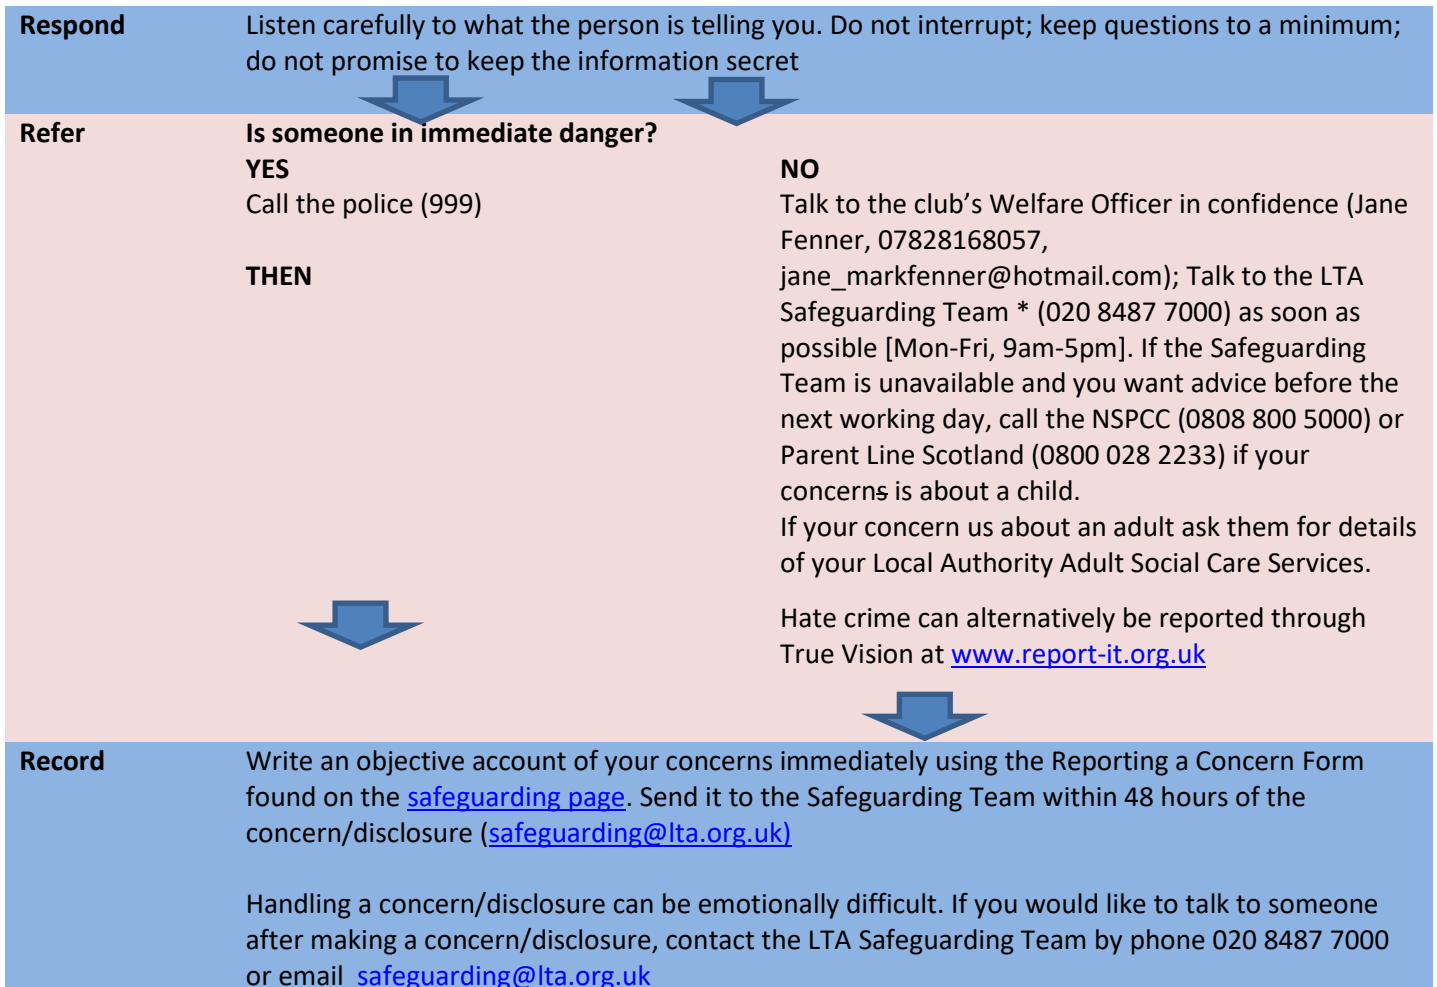 Respond
Listen carefully to what the person is telling you. Do not interrupt; keep questions to a minimum;
do not promise to keep the information secret
Refer
Is someone in immediate danger?
YES
Call the police (999)
THEN
NO
Talk to the club’s Welfare Officer in confidence (Jane
Fenner, 07828168057,
jane_markfenner@hotmail.com); Talk to the LTA
Safeguarding Team * (020 8487 7000) as soon as
possible [Mon-Fri, 9am-5pm]. If the Safeguarding
Team is unavailable and you want advice before the
next working day, call the NSPCC (0808 800 5000) or
Parent Line Scotland (0800 028 2233) if your
concerns is about a child.
If your concern us about an adult ask them for details
of your Local Authority Adult Social Care Services.
Hate crime can alternatively be reported through
True Vision at www.report-it.org.uk
Record
Write an objective account of your concerns immediately using the Reporting a Concern Form
found on the safeguarding page. Send it to the Safeguarding Team within 48 hours of the
concern/disclosure (safeguarding@lta.org.uk)
Handling a concern/disclosure can be emotionally difficult. If you would like to talk to someone
after making a concern/disclosure, contact the LTA Safeguarding Team by phone 020 8487 7000
or email safeguarding@lta.org.uk